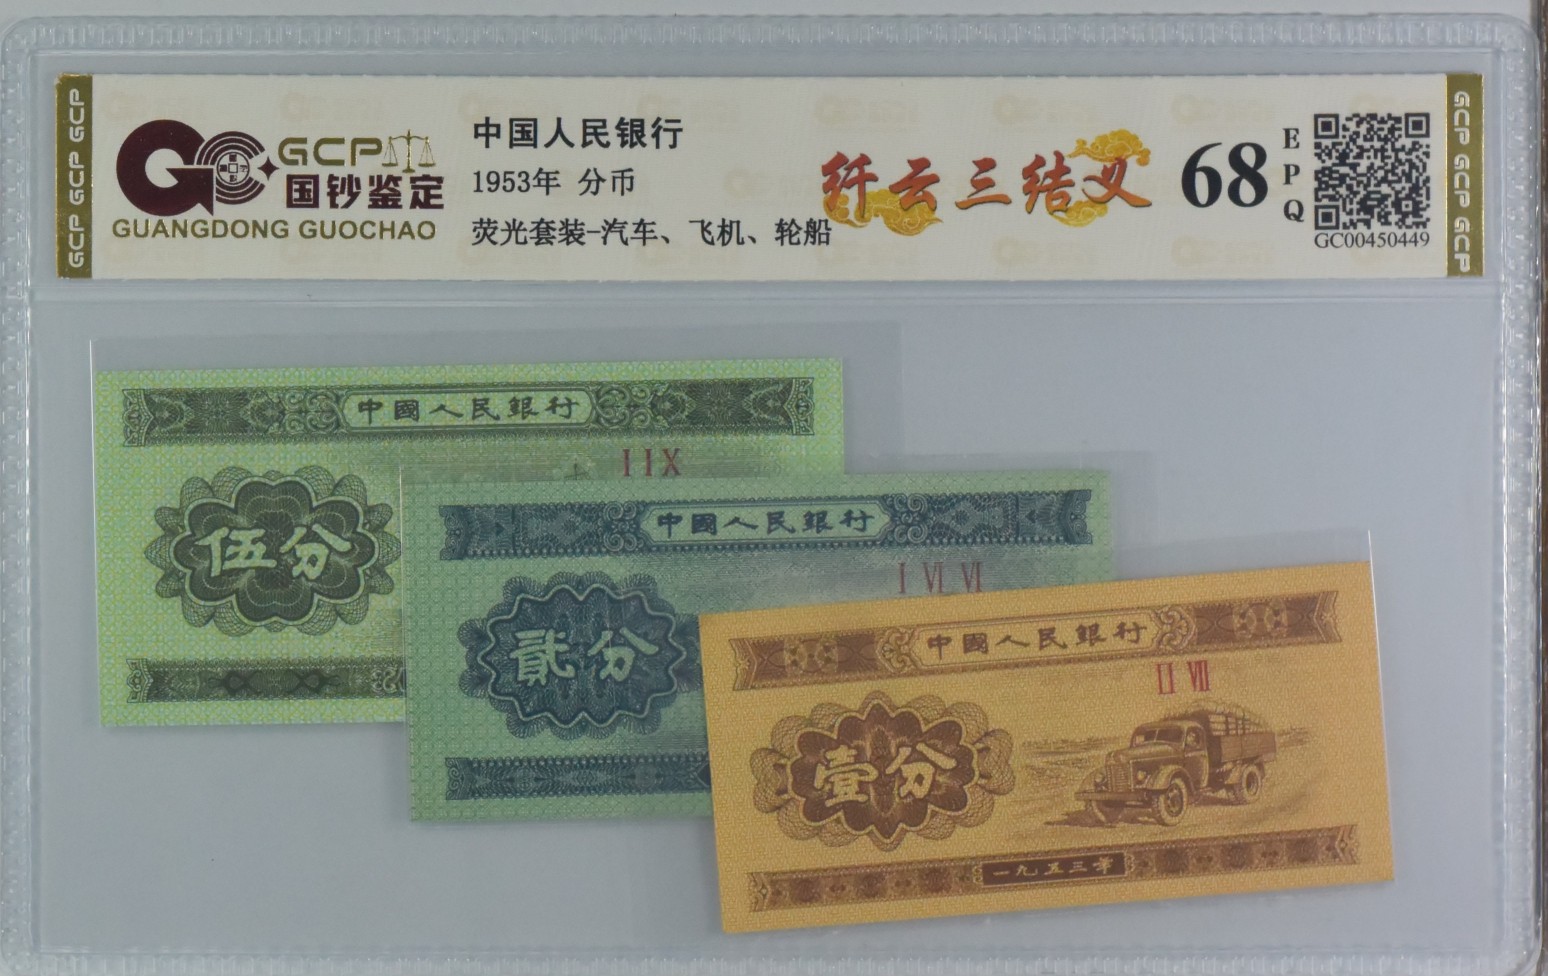 GCP GCP GCP
GCP
国钞鉴定
GUANGDONG GUOCHAO
中国人民银行
1953年 分币
荧光套装-汽车、飞机、轮船
纤云三结义
68
EPQ
GC00450449
GCP GCP GCP
中國人民銀行
IIX
伍分
中國人民銀行
I VI VI
貳分
中國人民銀行
II VII
壹分
一九五三年